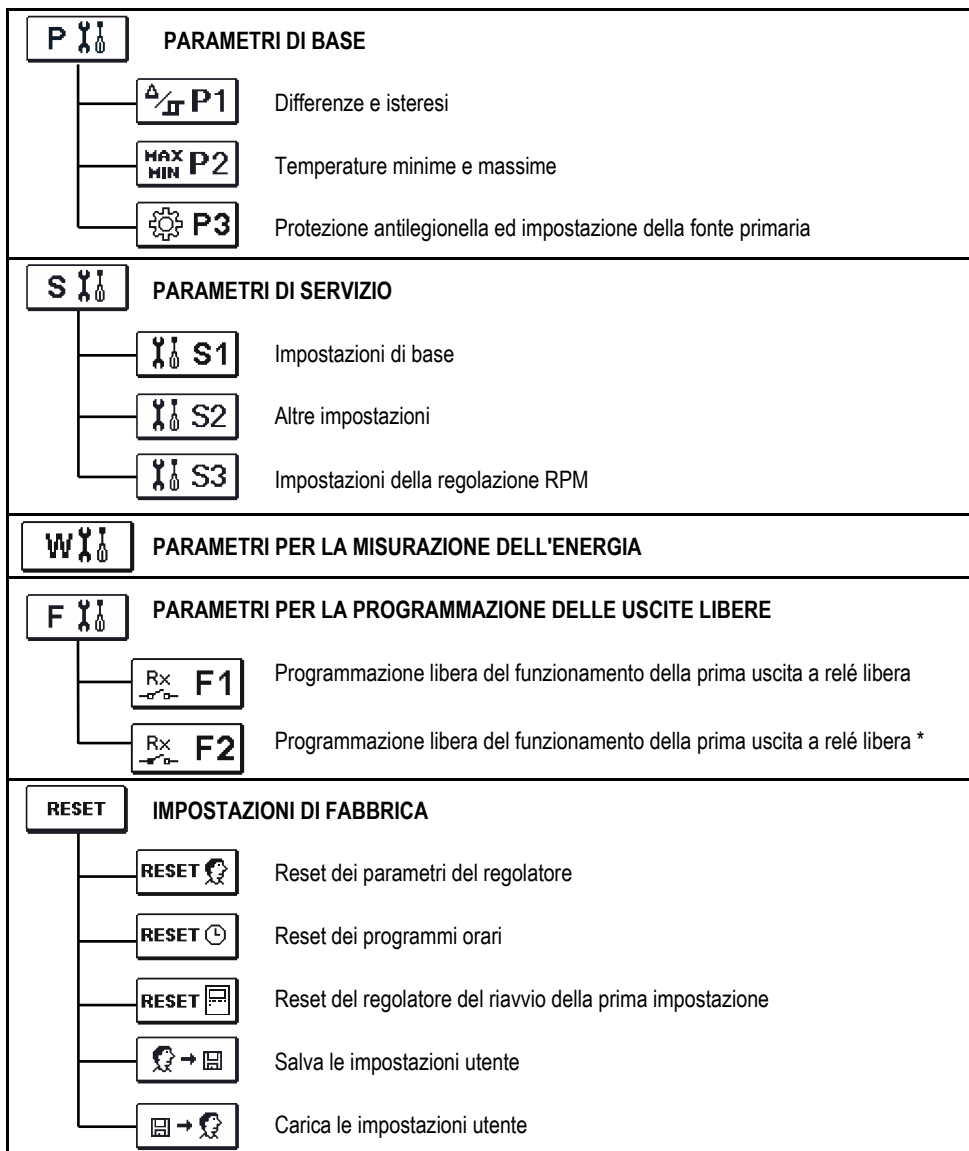 P PARAMETRI DI BASE
P1 Differenze e isteresi
MAX MIN P2 Temperature minime e massime
P3 Protezione antilegionella ed impostazione della fonte primaria
S PARAMETRI DI SERVIZIO
S1 Impostazioni di base
S2 Altre impostazioni
S3 Impostazioni della regolazione RPM
W PARAMETRI PER LA MISURAZIONE DELL'ENERGIA
F PARAMETRI PER LA PROGRAMMAZIONE DELLE USCITE LIBERE
Rx F1 Programmazione libera del funzionamento della prima uscita a relé libera
Rx F2 Programmazione libera del funzionamento della prima uscita a relé libera *
RESET IMPOSTAZIONI DI FABBRICA
RESET Reset dei parametri del regolatore
RESET Reset dei programmi orari
RESET Reset del regolatore del riavvio della prima impostazione
Salva le impostazioni utente
Carica le impostazioni utente